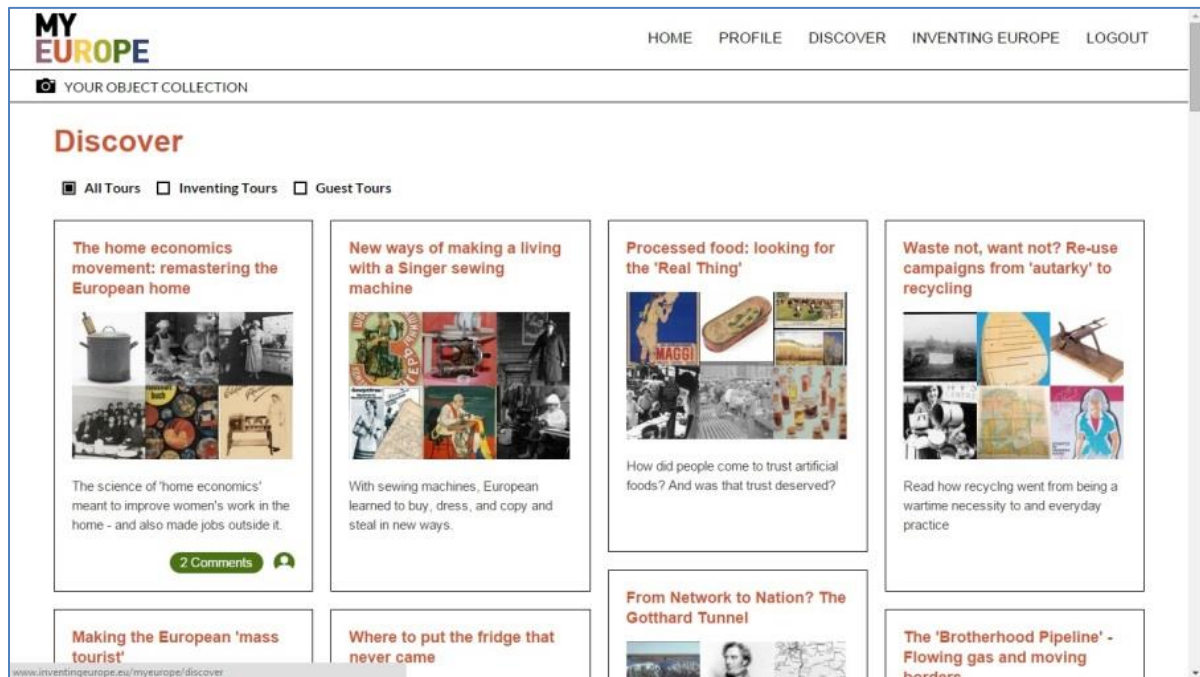 MY
EUROPE
HOME PROFILE DISCOVER INVENTING EUROPE LOGOUT
YOUR OBJECT COLLECTION
Discover
All Tours Inventing Tours Guest Tours
The home economics
movement: remastering the
European home
The science of 'home economics'
meant to improve women's work in the
home - and also made jobs outside it.
2 Comments
New ways of making a living
with a Singer sewing
machine
With sewing machines, European
learned to buy, dress, and copy and
steal in new ways.
Processed food: looking for
the 'Real Thing'
MAGGI
How did people come to trust artificial
foods? And was that trust deserved?
Waste not, want not? Re-use
campaigns from 'autarky' to
recycling
Read how recyclng went from being a
wartime necessity to and everyday
practice
Making the European 'mass
tourist'
Where to put the fridge that
never came
From Network to Nation? The
Gotthard Tunnel
The 'Brotherhood Pipeline' -
Flowing gas and moving
borders
www.inventingeurope.eu/myeurope/discover